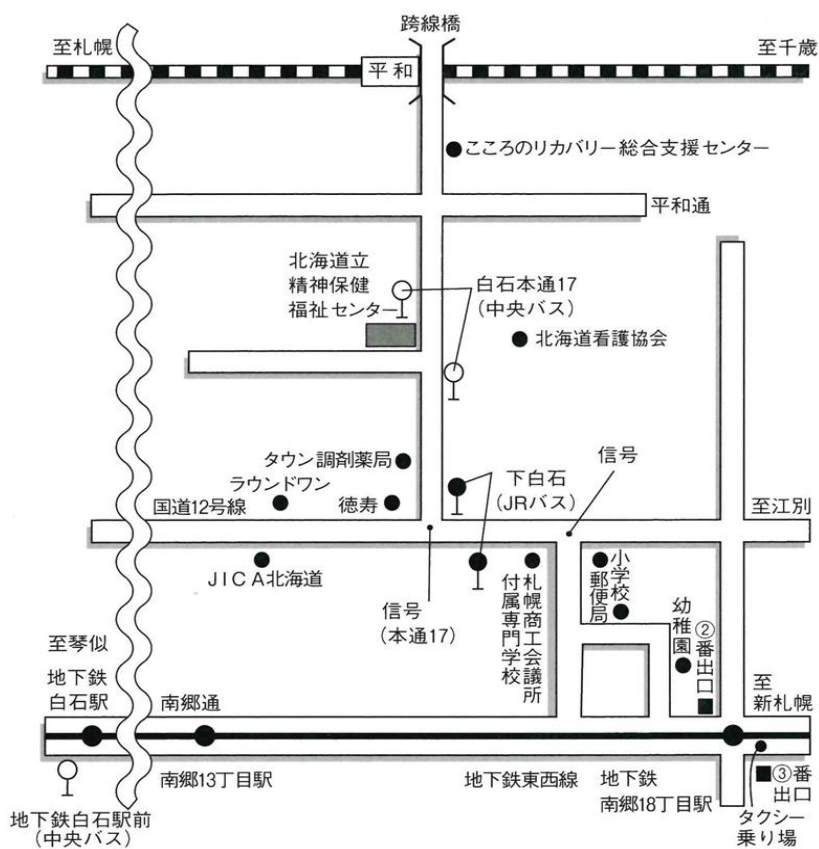 跨線橋
至札幌
至千歳
平和
こころのリカバリー総合支援センター
平和通
北海道立
精神保健
福祉センター
白石本通17
(中央バス)
北海道看護協会
タウン調剤薬局
ラウンドワン
国道12号線
徳寿
下白石
(JRバス)
信号
至江別
JICA北海道
信号
(本通17)
札幌商工会議所
付属専門学校
小学校
郵便局
幼稚園
②番出口
至琴似
地下鉄
白石駅
南郷通
至
新札幌
南郷13丁目駅
地下鉄東西線
地下鉄
南郷18丁目駅
③番
出口
タクシー
乗り場
地下鉄白石駅前
(中央バス)